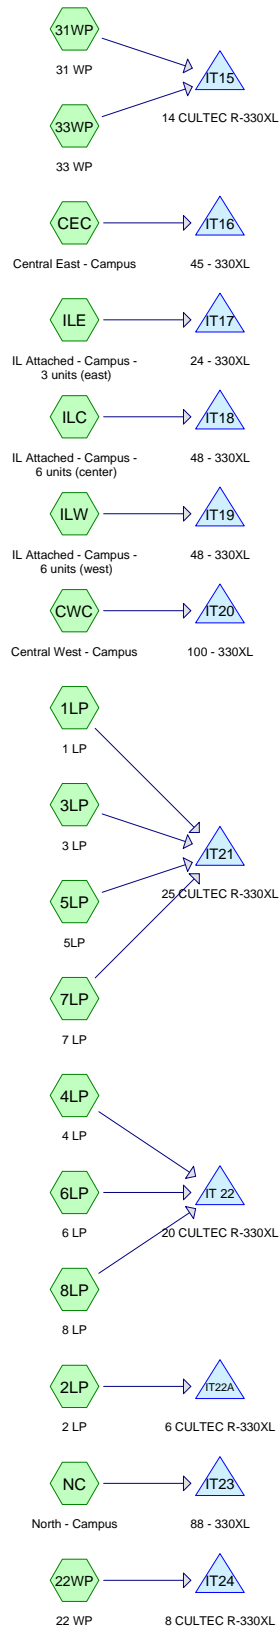 31WP
31 WP
IT15
14 CULTEC R-330XL
33WP
33 WP
CEC
Central East - Campus
IT16
45 - 330XL
ILE
IL Attached - Campus -
3 units (east)
IT17
24 - 330XL
ILC
IL Attached - Campus -
6 units (center)
IT18
48 - 330XL
ILW
IL Attached - Campus -
6 units (west)
IT19
48 - 330XL
CWC
Central West - Campus
IT20
100 - 330XL
1LP
1 LP
3LP
3 LP
IT21
25 CULTEC R-330XL
5LP
5LP
7LP
7 LP
4LP
4 LP
6LP
6 LP
IT 22
20 CULTEC R-330XL
8LP
8 LP
2LP
2 LP
IT22A
6 CULTEC R-330XL
NC
North - Campus
IT23
88 - 330XL
22WP
22 WP
IT24
8 CULTEC R-330XL